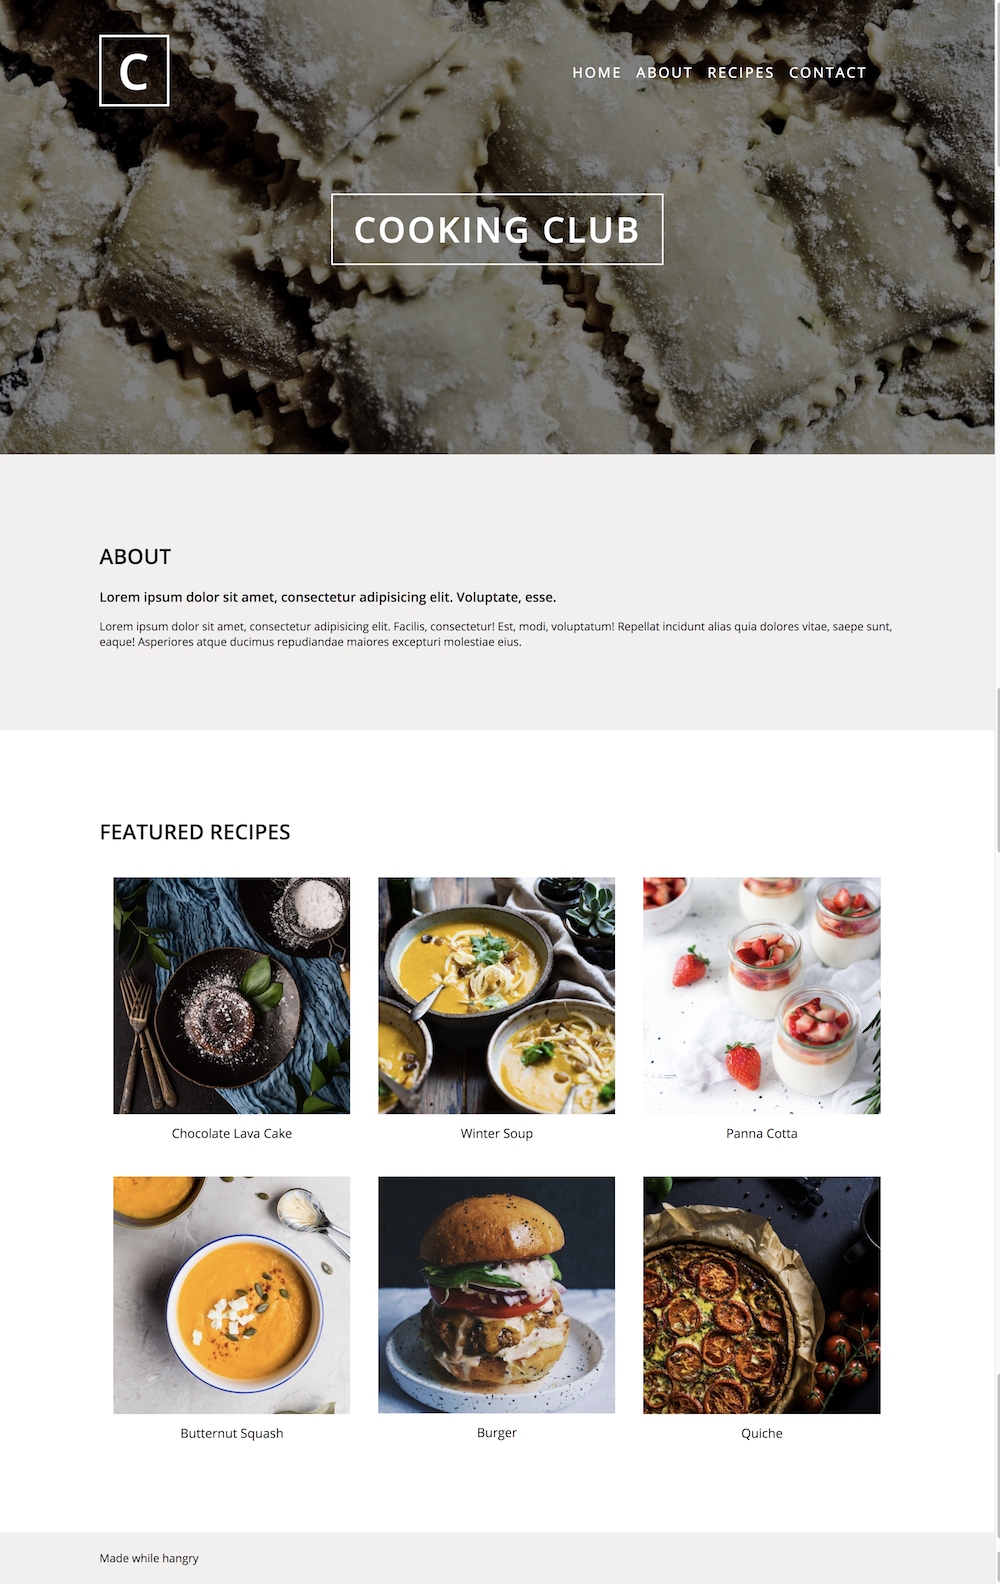 C
HOME ABOUT RECIPES CONTACT
COOKING CLUB
ABOUT
Lorem ipsum dolor sit amet, consectetur adipisicing elit. Voluptate, esse.
Lorem ipsum dolor sit amet, consectetur adipisicing elit. Facilis, consectetur! Est, modi, voluptatum! Repellat incidunt alias quia dolores vitae, saepe sunt,
eaque! Asperiores atque ducimus repudiandae maiores excepturi molestiae eius.
FEATURED RECIPES
Chocolate Lava Cake
Winter Soup
Panna Cotta
Butternut Squash
Burger
Quiche
Made while hangry